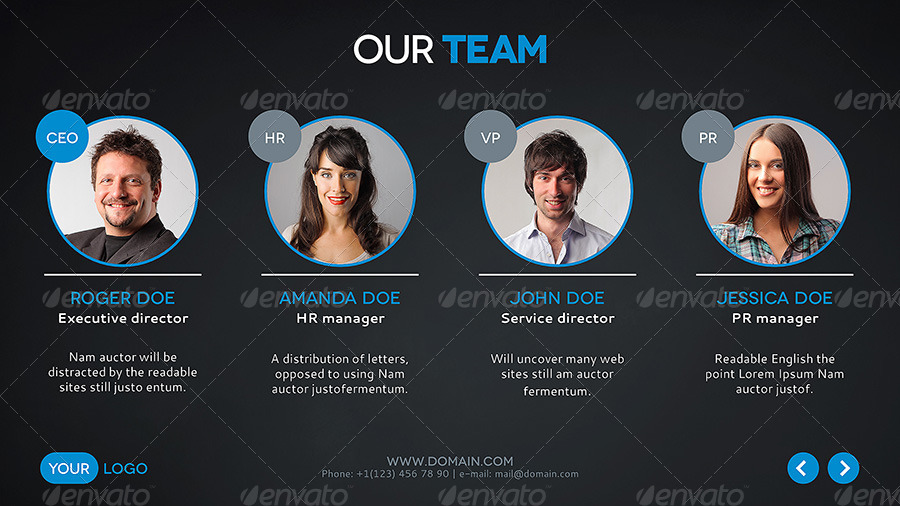 OUR TEAM
CEO
ROGER DOE
Executive director
Nam auctor will be
distracted by the readable
sites still justo entum.
HR
AMANDA DOE
HR manager
A distribution of letters,
opposed to using Nam
auctor justofermentum.
VP
JOHN DOE
Service director
Will uncover many web
sites still am auctor
fermentum.
PR
JESSICA DOE
PR manager
Readable English the
point Lorem Ipsum Nam
auctor justof.
YOUR LOGO
WWW.DOMAIN.COM
Phone: +1(123) 456 78 90 | e-mail: mail@domain.com
envato envato envato envato envato
envato envato envato envato envato
envato envato envato envato envato